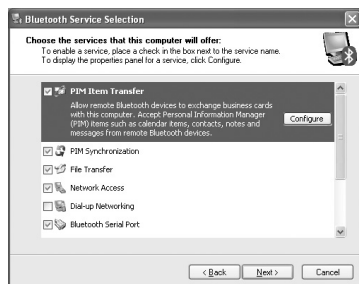 Bluetooth Service Selection
Choose the services that this computer will offer:
To enable a service, place a check in the box next to the service name.
To display the properties panel for a service, click Configure.
PIM Item Transfer
Allow remote Bluetooth devices to exchange business cards
with this computer. Accept Personal Information Manager
(PIM) items such as calendar items, contacts, notes and
messages from remote Bluetooth devices.
Configure
PIM Synchronization
File Transfer
Network Access
Dial-up Networking
Bluetooth Serial Port
< Back
Next >
Cancel